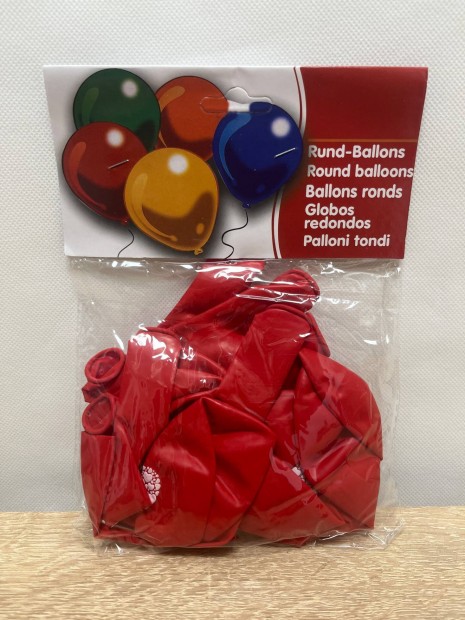 Rund-Ballons
Round balloons
Ballons ronds
Globos
redondos
Palloni tondi